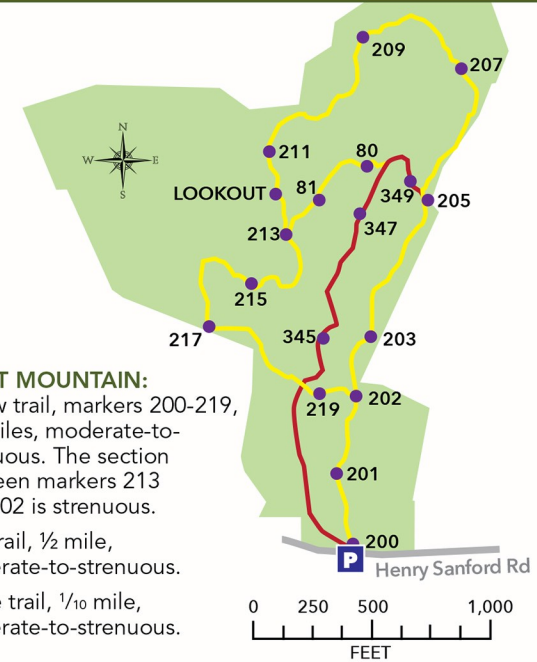 209
207
N
W E
S
211
80
LOOKOUT
81
349
205
213
347
215
217
345
203
T MOUNTAIN:
w trail, markers 200-219,
219
202
iles, moderate-to-
uous. The section
een markers 213
201
02 is strenuous.
rail, ½ mile,
200
erate-to-strenuous.
P
Henry Sanford Rd
e trail, 1/10 mile,
erate-to-strenuous.
0 250 500 1,000
FEET